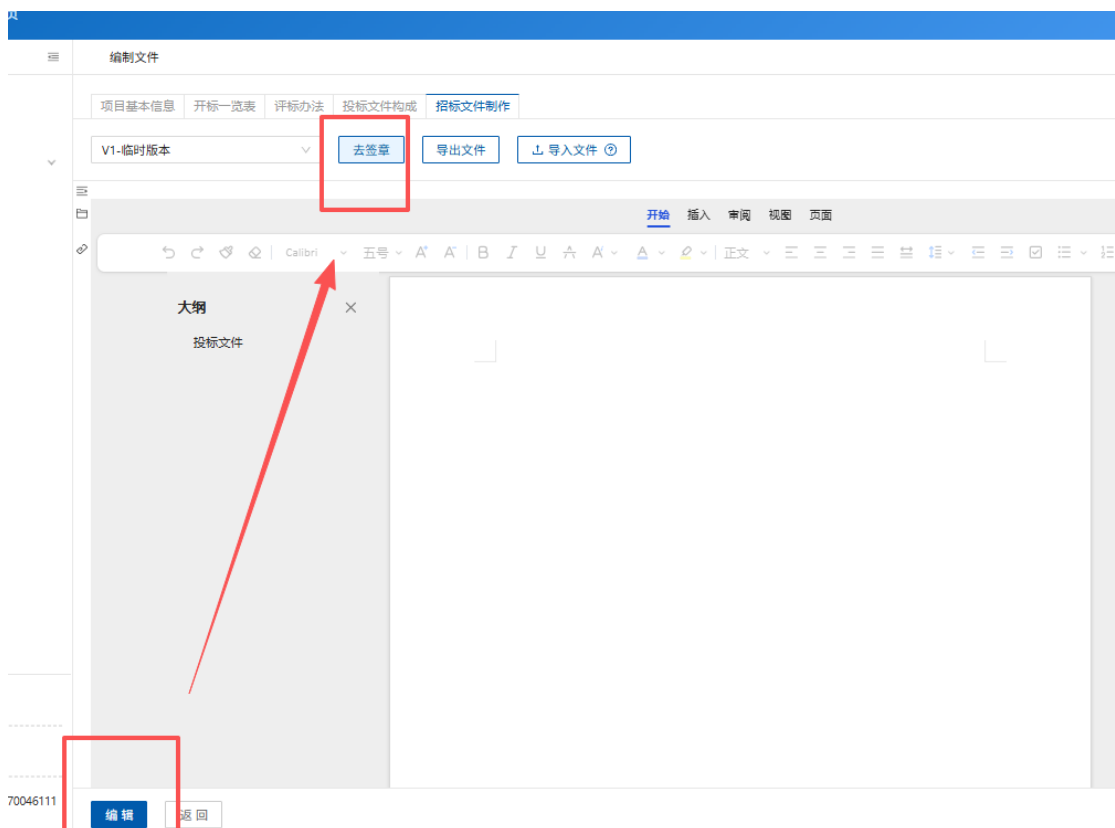 页
编制文件
项目基本信息 开标一览表 评标办法 投标文件构成 招标文件制作
V1-临时版本 去签章 导出文件 导入文件
开始 插入 审阅 视图 页面
Calibri 五号 A⁺ A⁻ B I U A A A 正文
大纲
投标文件
70046111
编辑 返回